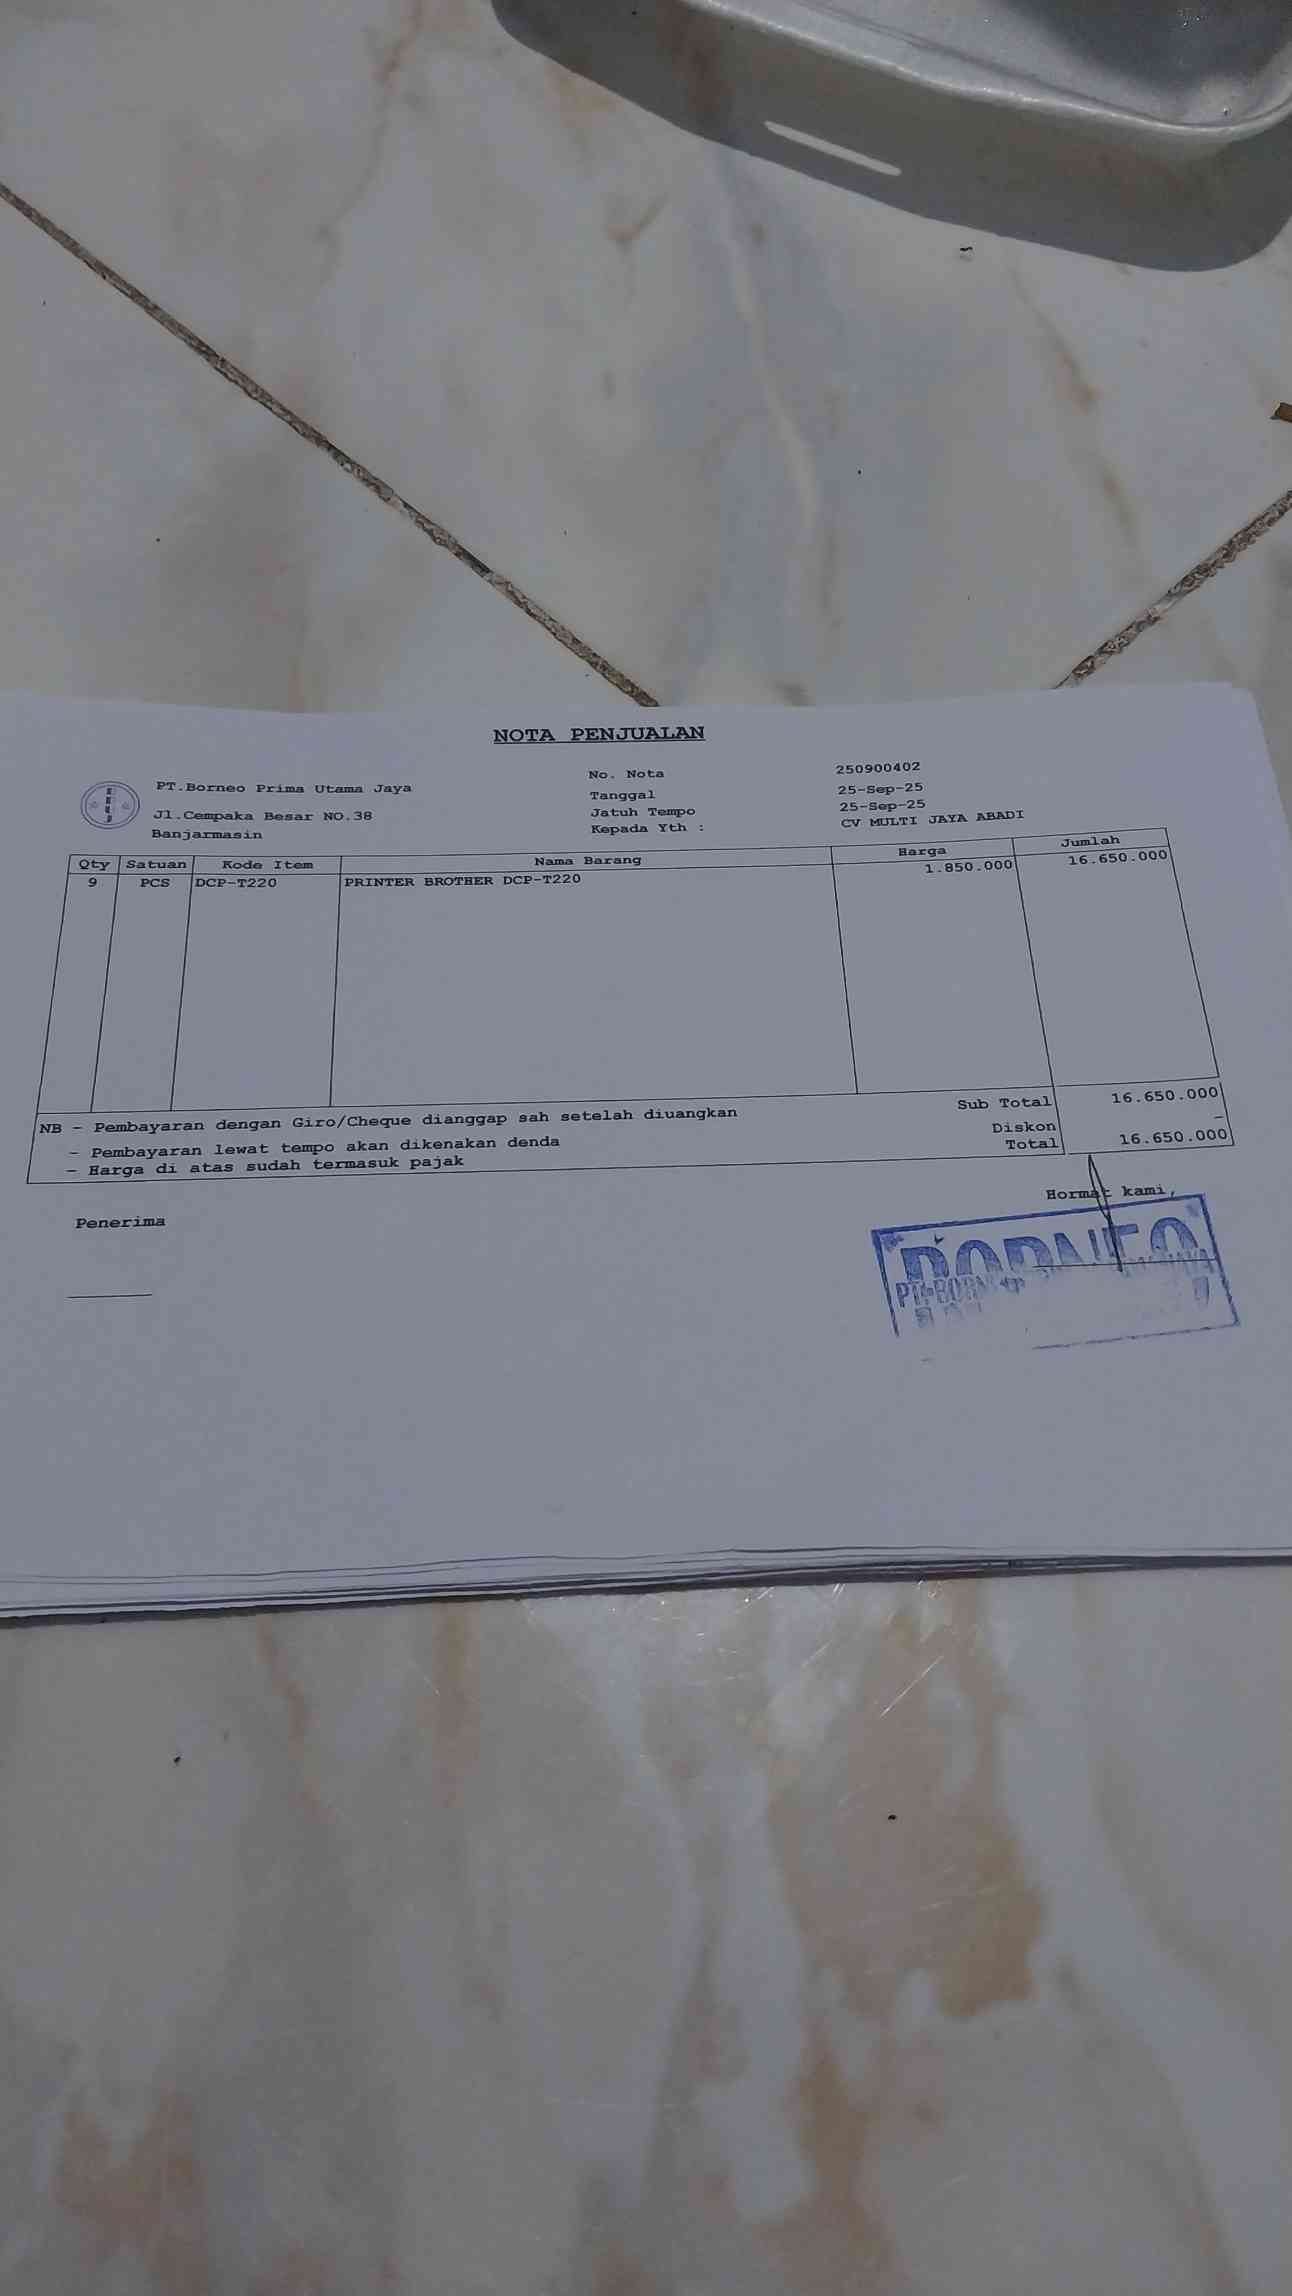 NOTA PENJUALAN
PT.Borneo Prima Utama Jaya
Jl.Cempaka Besar NO.38
Banjarmasin
No. Nota 250900402
Tanggal 25-Sep-25
Jatuh Tempo 25-Sep-25
Kepada Yth : CV MULTI JAYA ABADI
Qty Satuan Kode Item Nama Barang Harga Jumlah
9 PCS DCP-T220 PRINTER BROTHER DCP-T220 1.850.000 16.650.000
NB - Pembayaran dengan Giro/Cheque dianggap sah setelah diuangkan
- Pembayaran lewat tempo akan dikenakan denda
- Harga di atas sudah termasuk pajak
Sub Total 16.650.000
Diskon -
Total 16.650.000
Penerima
Hormat kami,
BORNEO